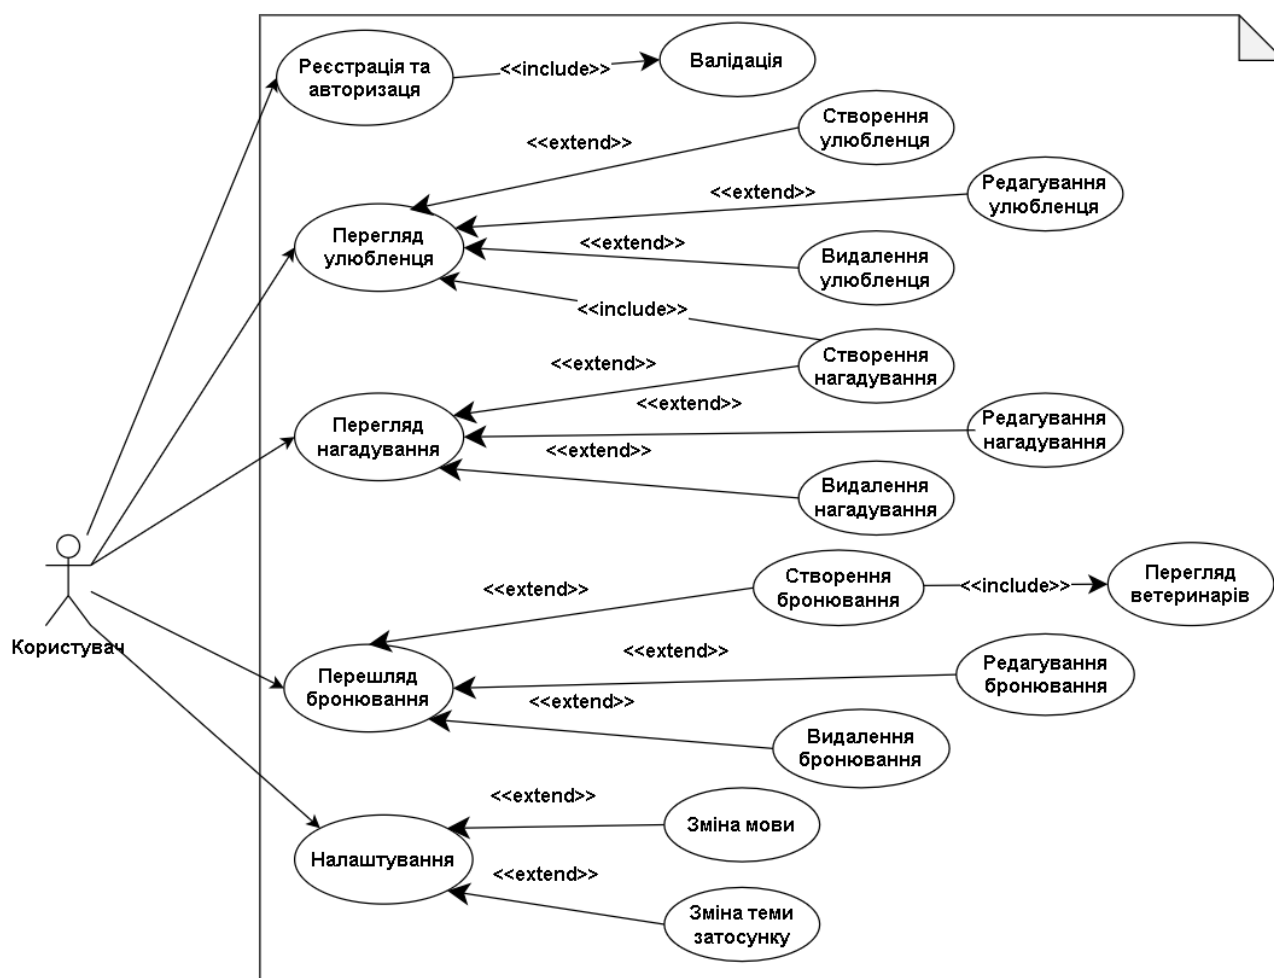 Реєстрація та
авторизаця
<<include>>
Валідація
<<extend>>
Створення
улюбленця
<<extend>>
Редагування
улюбленця
Перегляд
улюбленця
<<extend>>
Видалення
улюбленця
<<include>>
<<extend>>
Створення
нагадування
<<extend>>
Перегляд
нагадування
Редагування
нагадування
<<extend>>
Видалення
нагадування
Користувач
<<extend>>
Створення
бронювання
<<include>>
Перегляд
ветеринарів
<<extend>>
Редагування
бронювання
Перешляд
бронювання
<<extend>>
Видалення
бронювання
<<extend>>
Зміна мови
Налаштування
<<extend>>
Зміна теми
затосунку